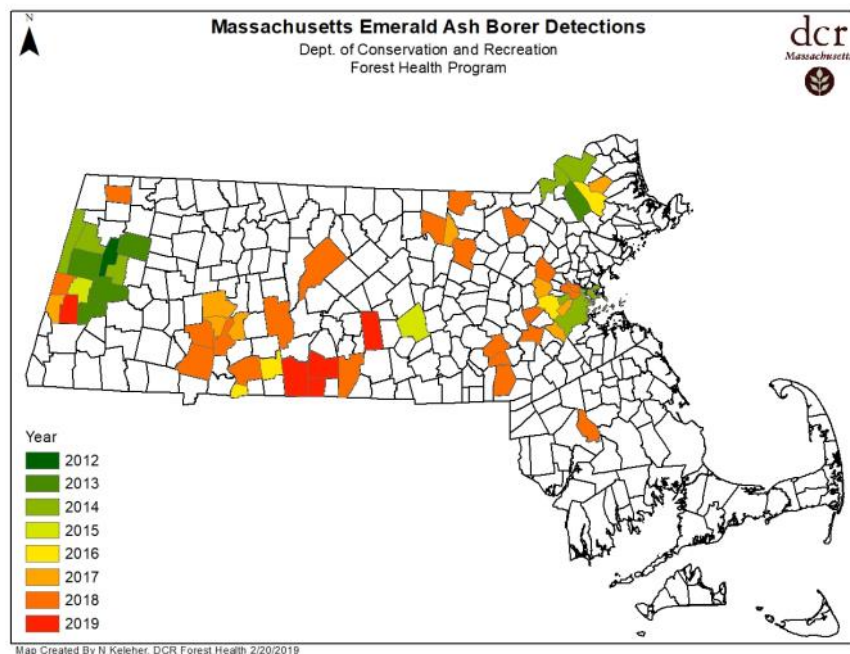 N
Massachusetts Emerald Ash Borer Detections
Dept. of Conservation and Recreation
Forest Health Program
dcr
Massachusetts
Year
2012
2013
2014
2015
2016
2017
2018
2019
Map Created By N Keleher, DCR Forest Health 2/20/2019